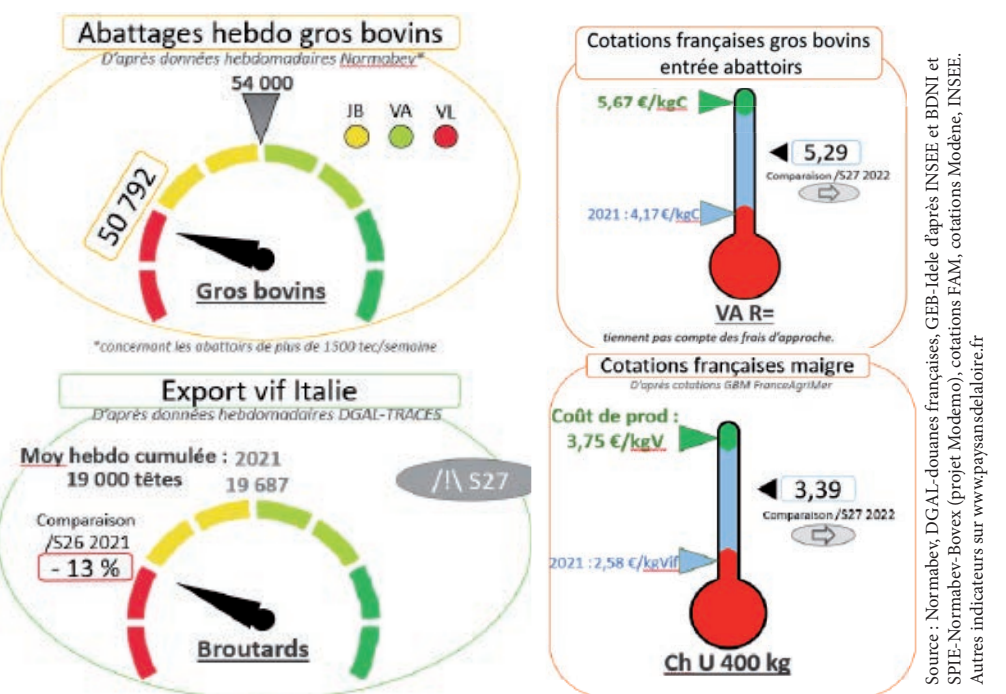 Abattages hebdo gros bovins
D'après données hebdomadaires Normabev*
54 000
JB VA VL
50 792
Gros bovins
*concernant les abattoirs de plus de 1500 tec/semaine
Export vif Italie
D'après données hebdomadaires DGAL-TRACES
Moy hebdo cumulée :
19 000 têtes
2021
19 687
/!\ S27
Comparaison
/S26 2021
- 13 %
Broutards
Cotations françaises gros bovins
entrée abattoirs
5,67 €/kgC
5,29
Comparaison /S27 2022
2021 : 4,17 €/kgC
VA R=
tiennent pas compte des frais d'approche.
Cotations françaises maigre
D'après cotations GBM FranceAgriMer
Coût de prod :
3,75 €/kgV
3,39
Comparaison /S27 2022
2021 : 2,58 €/kgVif
Ch U 400 kg
Source : Normabev, DGAL-douanes françaises, GEB-Idele d'après INSEE et BDNI et
SPIE-Normabev-Bovex (projet Modemo), cotations FAM, cotations Modène, INSEE.
Autres indicateurs sur www.paysansdelaloire.fr